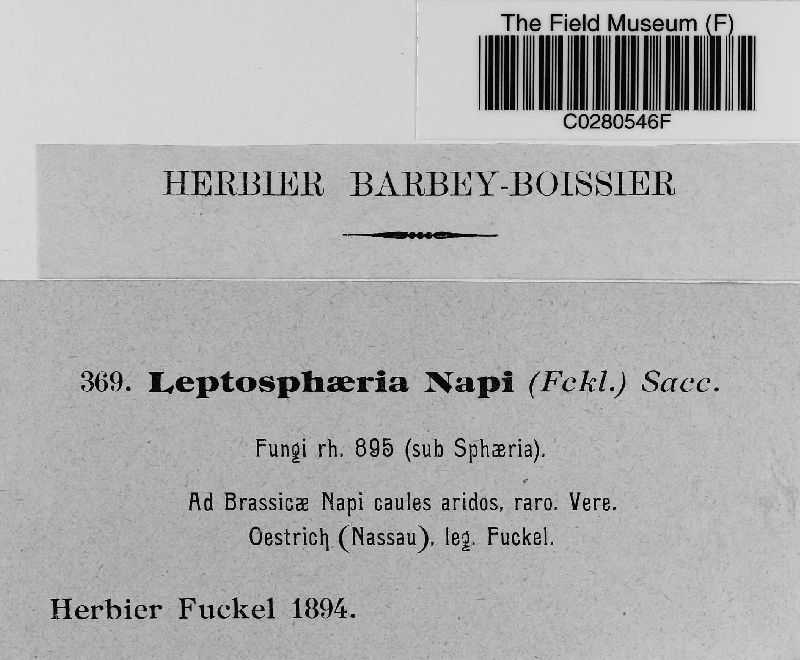 The Field Museum (F)
C0280546F
HERBIER BARBEY-BOISSIER
369. Leptosphæria Napi (Fckl.) Sacc.
Fungi rh. 895 (sub Sphæria).
Ad Brassicæ Napi caules aridos, raro. Vere.
Oestrich (Nassau), leg. Fuckel.
Herbier Fuckel 1894.